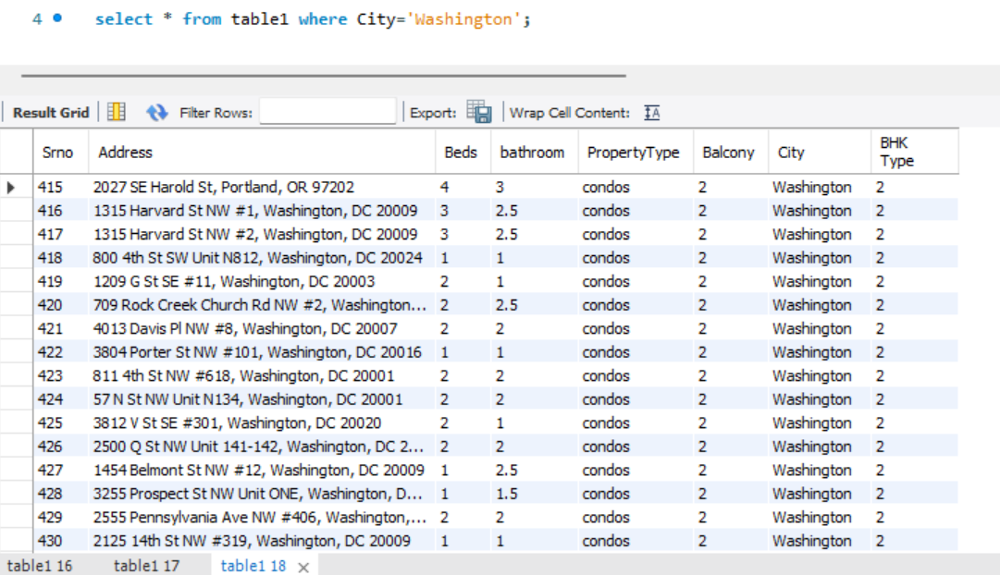 4 select * from table1 where City='Washington';
Result Grid Filter Rows: Export: Wrap Cell Content: IA
Srno Address Beds bathroom PropertyType Balcony City BHK Type
415 2027 SE Harold St, Portland, OR 97202 4 3 condos 2 Washington 2
416 1315 Harvard St NW #1, Washington, DC 20009 3 2.5 condos 2 Washington 2
417 1315 Harvard St NW #2, Washington, DC 20009 3 2.5 condos 2 Washington 2
418 800 4th St SW Unit N812, Washington, DC 20024 1 1 condos 2 Washington 2
419 1209 G St SE #11, Washington, DC 20003 2 1 condos 2 Washington 2
420 709 Rock Creek Church Rd NW #2, Washington... 2 2.5 condos 2 Washington 2
421 4013 Davis Pl NW #8, Washington, DC 20007 2 2 condos 2 Washington 2
422 3804 Porter St NW #101, Washington, DC 20016 1 1 condos 2 Washington 2
423 811 4th St NW #618, Washington, DC 20001 2 2 condos 2 Washington 2
424 57 N St NW Unit N134, Washington, DC 20001 2 2 condos 2 Washington 2
425 3812 V St SE #301, Washington, DC 20020 2 1 condos 2 Washington 2
426 2500 Q St NW Unit 141-142, Washington, DC 2... 2 2 condos 2 Washington 2
427 1454 Belmont St NW #12, Washington, DC 20009 1 2.5 condos 2 Washington 2
428 3255 Prospect St NW Unit ONE, Washington, D... 1 1.5 condos 2 Washington 2
429 2555 Pennsylvania Ave NW #406, Washington,... 2 2 condos 2 Washington 2
430 2125 14th St NW #319, Washington, DC 20009 1 1 condos 2 Washington 2
table1 16 table1 17 table1 18